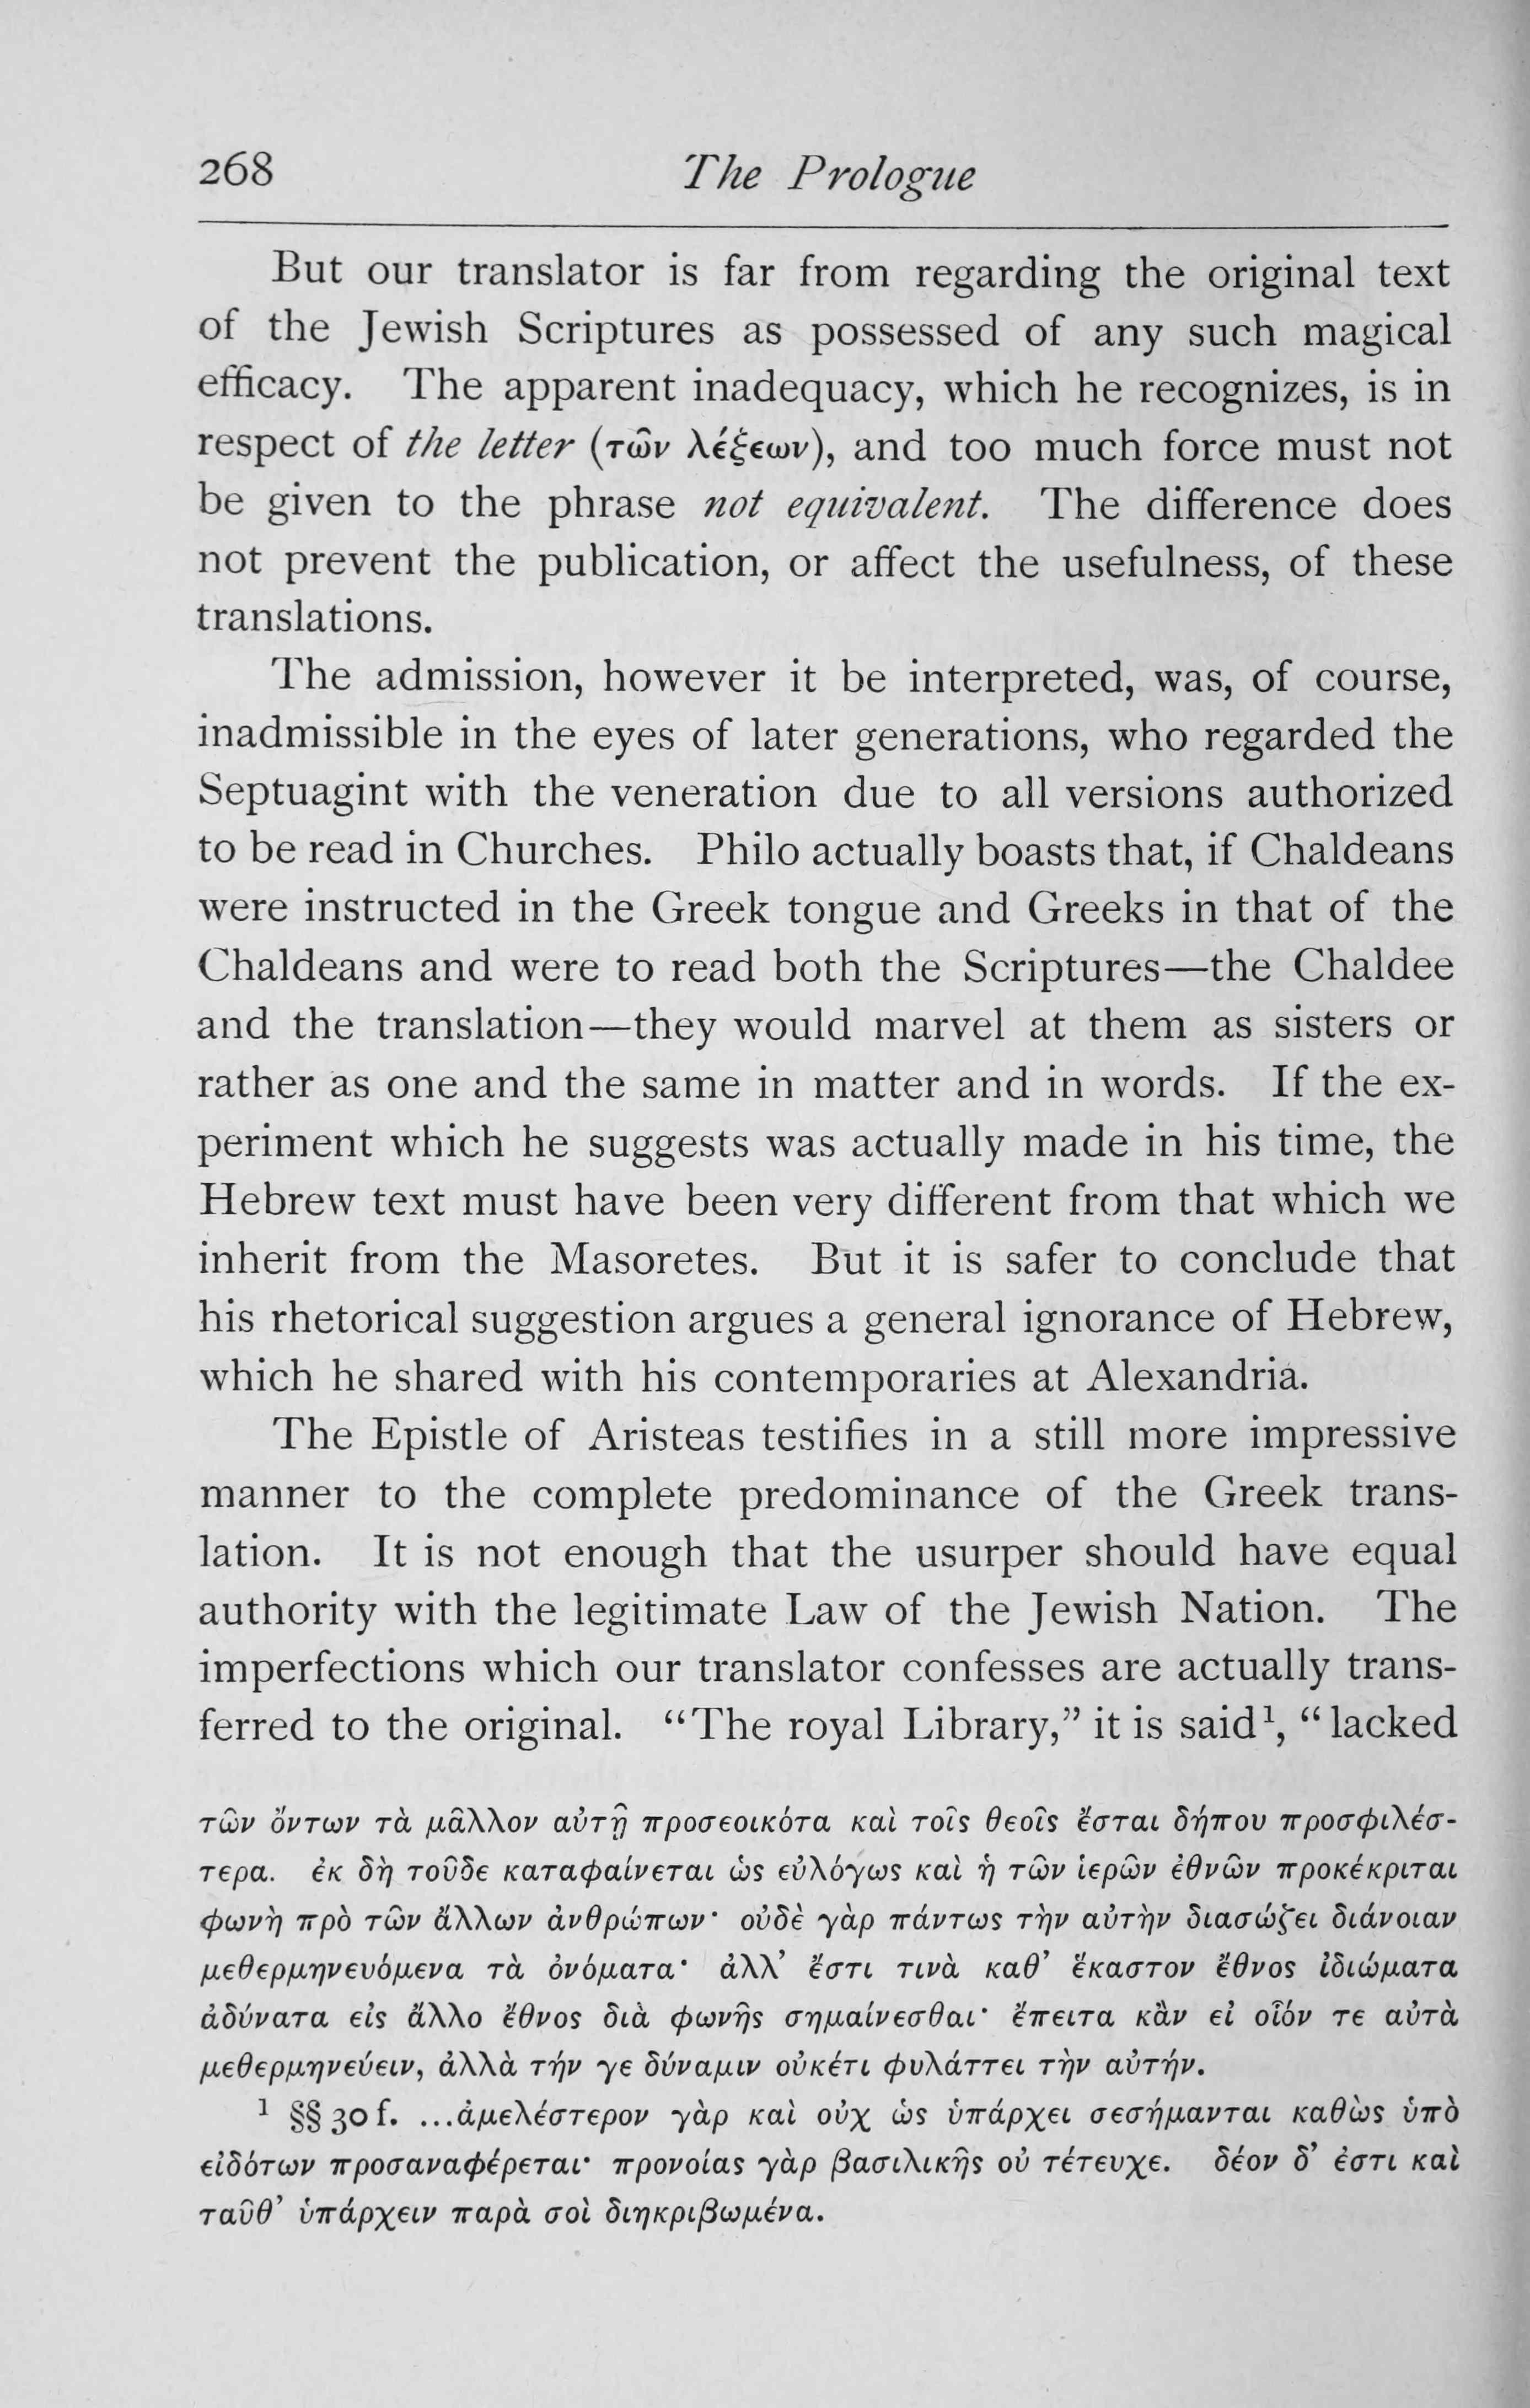 268 The Prologue
But our translator is far from regarding the original text
of the Jewish Scriptures as possessed of any such magical
efficacy. The apparent inadequacy, which he recognizes, is in
respect of the letter (τῶν λέξεων), and too much force must not
be given to the phrase not equivalent. The difference does
not prevent the publication, or affect the usefulness, of these
translations.
The admission, however it be interpreted, was, of course,
inadmissible in the eyes of later generations, who regarded the
Septuagint with the veneration due to all versions authorized
to be read in Churches. Philo actually boasts that, if Chaldeans
were instructed in the Greek tongue and Greeks in that of the
Chaldeans and were to read both the Scriptures—the Chaldee
and the translation—they would marvel at them as sisters or
rather as one and the same in matter and in words. If the ex-
periment which he suggests was actually made in his time, the
Hebrew text must have been very different from that which we
inherit from the Masoretes. But it is safer to conclude that
his rhetorical suggestion argues a general ignorance of Hebrew,
which he shared with his contemporaries at Alexandria.
The Epistle of Aristeas testifies in a still more impressive
manner to the complete predominance of the Greek trans-
lation. It is not enough that the usurper should have equal
authority with the legitimate Law of the Jewish Nation. The
imperfections which our translator confesses are actually trans-
ferred to the original. “The royal Library,” it is said¹, “lacked
τῶν ὄντων τὰ μᾶλλον αὐτῇ προσεοικότα καὶ τοῖς θεοῖς ἔσται δήπου προσφιλέσ-
τερα. ἐκ δὴ τοῦδε καταφαίνεται ὡς εὐλόγως καὶ ἡ τῶν ἱερῶν ἐθνῶν προκέκριται
φωνὴ πρὸ τῶν ἄλλων ἀνθρώπων· οὐδὲ γὰρ πάντως τὴν αὐτὴν διασώζει διάνοιαν
μεθερμηνευόμενα τὰ ὀνόματα· ἀλλ’ ἔστι τινὰ καθ’ ἕκαστον ἔθνος ἰδιώματα
ἀδύνατα εἰς ἄλλο ἔθνος διὰ φωνῆς σημαίνεσθαι· ἔπειτα κἂν εἰ οἷόν τε αὐτὰ
μεθερμηνεύειν, ἀλλὰ τήν γε δύναμιν οὐκέτι φυλάττει τὴν αὐτήν.
¹ §§ 30 f. ...ἀμελέστερον γὰρ καὶ οὐχ ὡς ὑπάρχει σεσήμανται καθὼς ὑπὸ
εἰδότων προσαναφέρεται· προνοίας γὰρ βασιλικῆς οὐ τέτευχε. δέον δ’ ἐστι καὶ
ταῦθ’ ὑπάρχειν παρὰ σοὶ διηκριβωμένα.